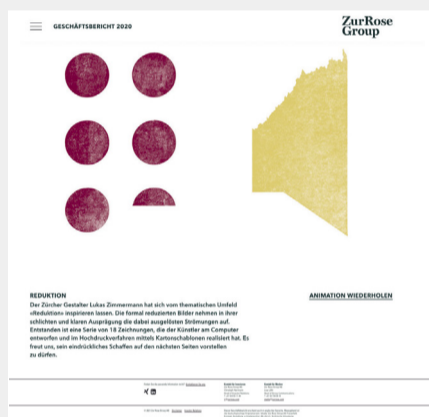 GESCHÄFTSBERICHT 2020
ZurRose
Group
REDUKTION
Der Zürcher Gestalter Lukas Zimmermann hat sich vom thematischen Umfeld
«Reduktion» inspirieren lassen. Die formal reduzierten Bilder nehmen in ihrer
schlichten und klaren Ausprägung die dabei ausgelösten Strömungen auf.
Entstanden ist eine Serie von 18 Zeichnungen, die der Künstler am Computer
entworfen und im Hochdruckverfahren mittels Kartonschablonen realisiert hat. Es
freut uns, sein eindrückliches Schaffen auf den nächsten Seiten vorstellen
zu dürfen.
ANIMATION WIEDERHOLEN